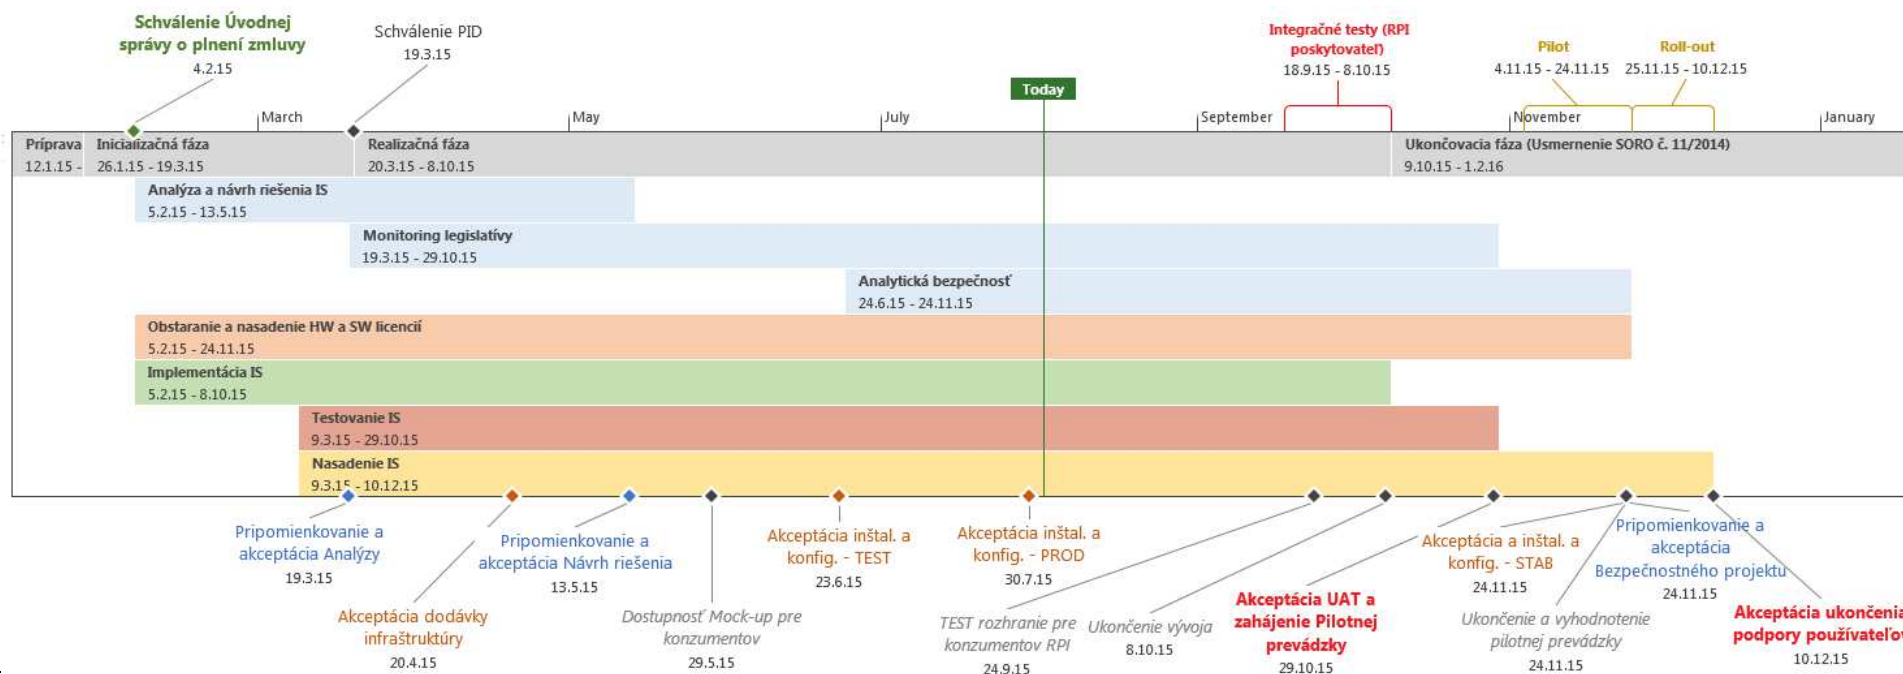 Schválenie Úvodnej
správy o plnení zmluvy
4.2.15
Schválenie PID
19.3.15
Integračné testy (RPI
poskytovateľ)
18.9.15 - 8.10.15
Pilot
4.11.15 - 24.11.15
Roll-out
25.11.15 - 10.12.15
Today
March
May
July
September
November
January
Príprava
12.1.15 -
Inicializačná fáza
26.1.15 - 19.3.15
Realizačná fáza
20.3.15 - 8.10.15
Ukončovacia fáza (Usmernenie SORO č. 11/2014)
9.10.15 - 1.2.16
Analýza a návrh riešenia IS
5.2.15 - 13.5.15
Monitoring legislatívy
19.3.15 - 29.10.15
Analytická bezpečnosť
24.6.15 - 24.11.15
Obstaranie a nasadenie HW a SW licencií
5.2.15 - 24.11.15
Implementácia IS
5.2.15 - 8.10.15
Testovanie IS
9.3.15 - 29.10.15
Nasadenie IS
9.3.15 - 10.12.15
Pripomienkovanie a
akceptácia Analýzy
19.3.15
Akceptácia dodávky
infraštruktúry
20.4.15
Pripomienkovanie a
akceptácia Návrh riešenia
13.5.15
Dostupnosť Mock-up pre
konzumentov
29.5.15
Akceptácia inštal. a
konfig. - TEST
23.6.15
Akceptácia inštal. a
konfig. - PROD
30.7.15
TEST rozhranie pre
konzumentov RPI
24.9.15
Ukončenie vývoja
8.10.15
Akceptácia UAT a
zahájenie Pilotnej
prevádzky
29.10.15
Akceptácia a inštal. a
konfig. - STAB
24.11.15
Ukončenie a vyhodnotenie
pilotnej prevádzky
24.11.15
Pripomienkovanie a
akceptácia
Bezpečnostného projektu
24.11.15
Akceptácia ukončenia
podpory používateľov
10.12.15